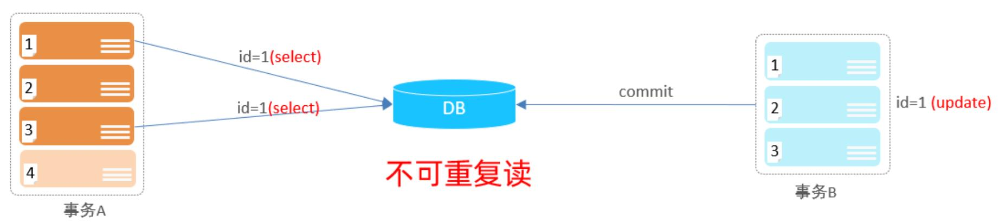 1
id=1(select)
2
id=1(select)
3
4
事务A
DB
不可重复读
commit
1
2
3
id=1 (update)
事务B